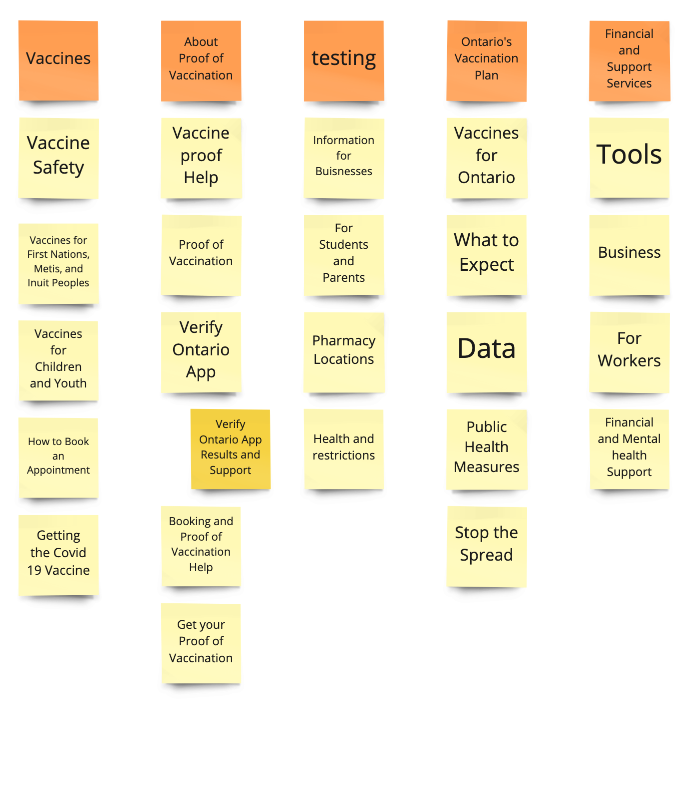 Vaccines
About
Proof of
Vaccination
testing
Ontario's
Vaccination
Plan
Financial
and
Support
Services
Vaccine
Safety
Vaccine
proof
Help
Information
for
Buisnesses
Vaccines
for
Ontario
Tools
Vaccines for
First Nations,
Metis, and
Inuit Peoples
Proof of
Vaccination
For
Students
and
Parents
What to
Expect
Business
Vaccines
for
Children
and Youth
Verify
Ontario
App
Pharmacy
Locations
Data
For
Workers
How to Book
an
Appointment
Verify
Ontario App
Results and
Support
Health and
restrictions
Public
Health
Measures
Financial
and Mental
health
Support
Getting
the Covid
19 Vaccine
Booking and
Proof of
Vaccination
Help
Stop the
Spread
Get your
Proof of
Vaccination